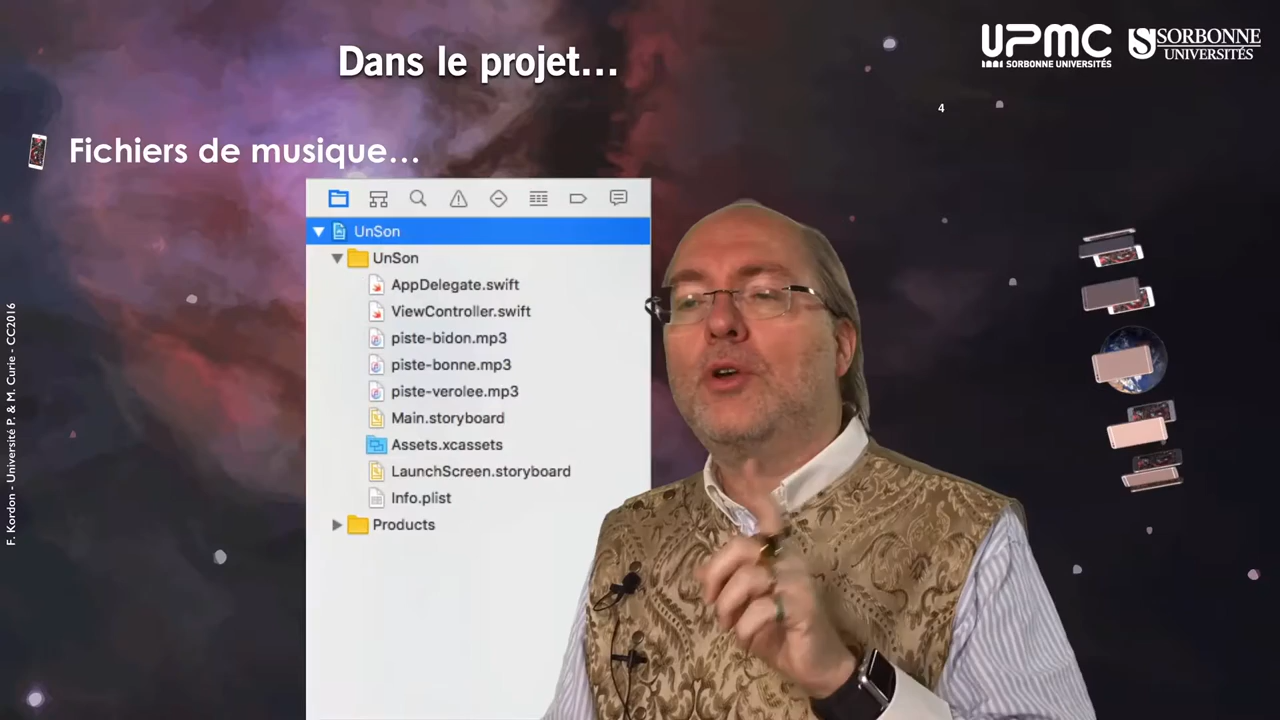 Dans le projet...
UPMC
SORBONNE UNIVERSITÉS
SORBONNE
UNIVERSITÉS
4
Fichiers de musique...
UnSon
UnSon
AppDelegate.swift
ViewController.swift
piste-bidon.mp3
piste-bonne.mp3
piste-verolee.mp3
Main.storyboard
Assets.xcassets
LaunchScreen.storyboard
Info.plist
Products
F. Kordon - Université P. & M. Curie - CC2016